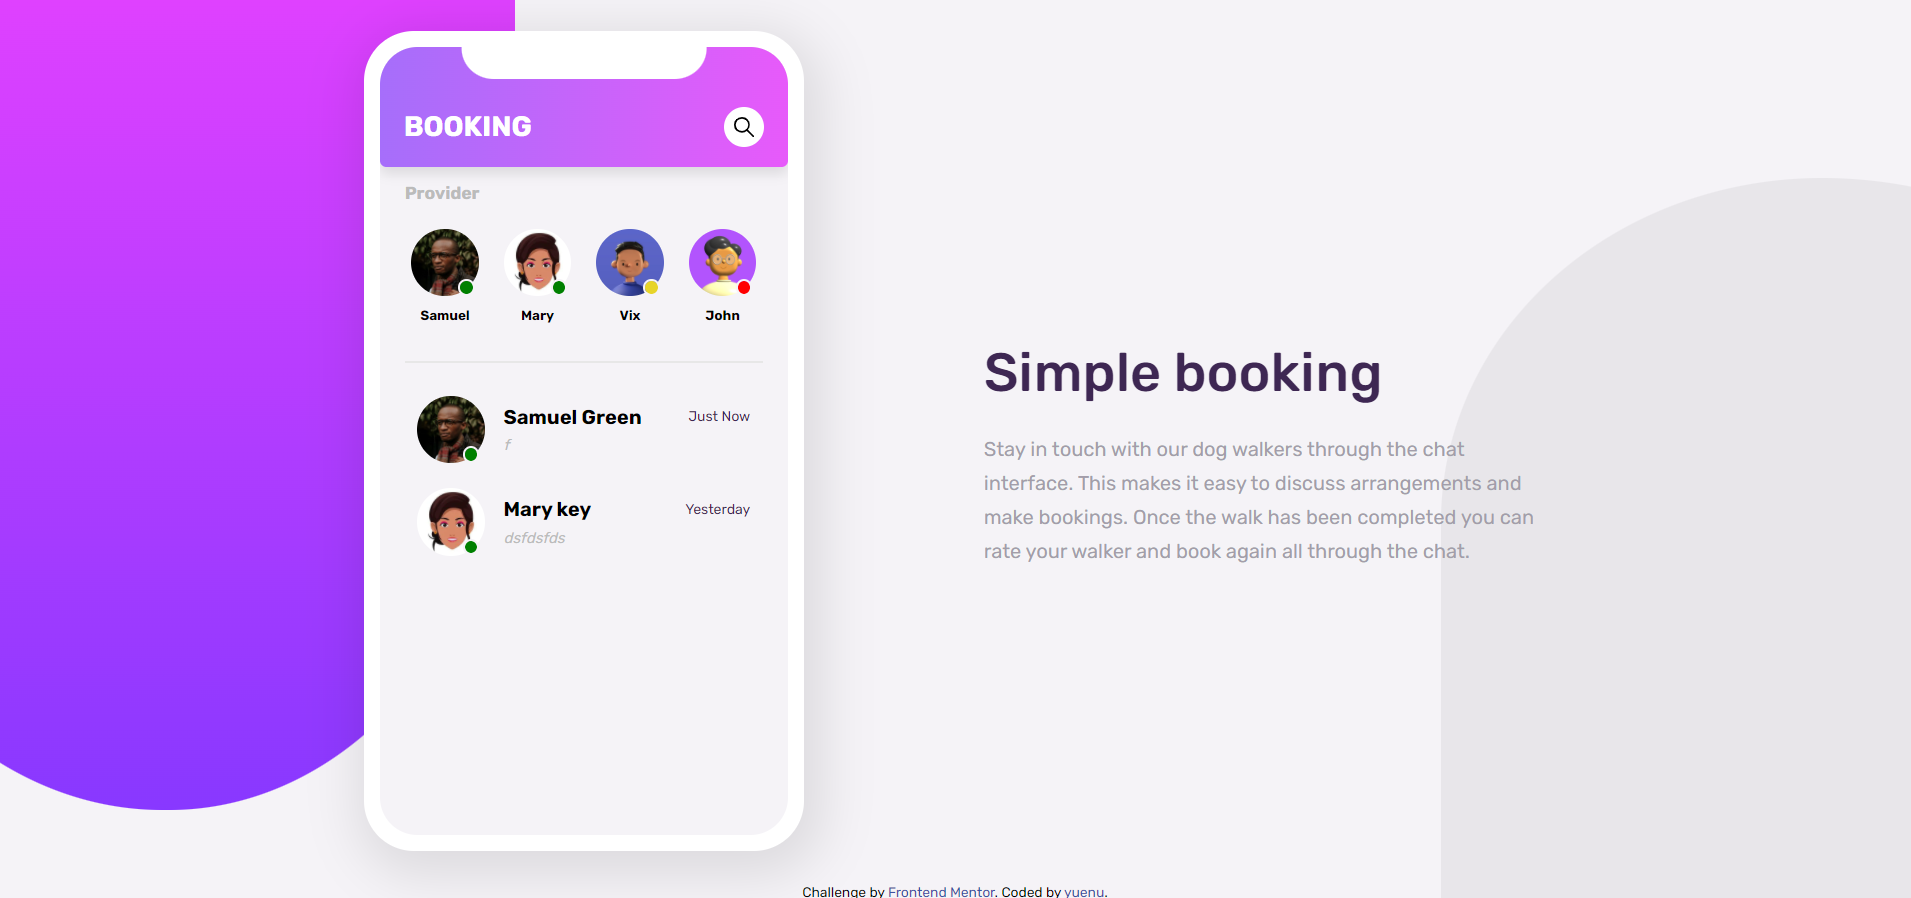 BOOKING
Provider
Samuel Mary Vix John
Samuel Green Just Now
f
Mary key Yesterday
dsfdsfds
Simple booking
Stay in touch with our dog walkers through the chat
interface. This makes it easy to discuss arrangements and
make bookings. Once the walk has been completed you can
rate your walker and book again all through the chat.
Challenge by Frontend Mentor. Coded by yuenu.